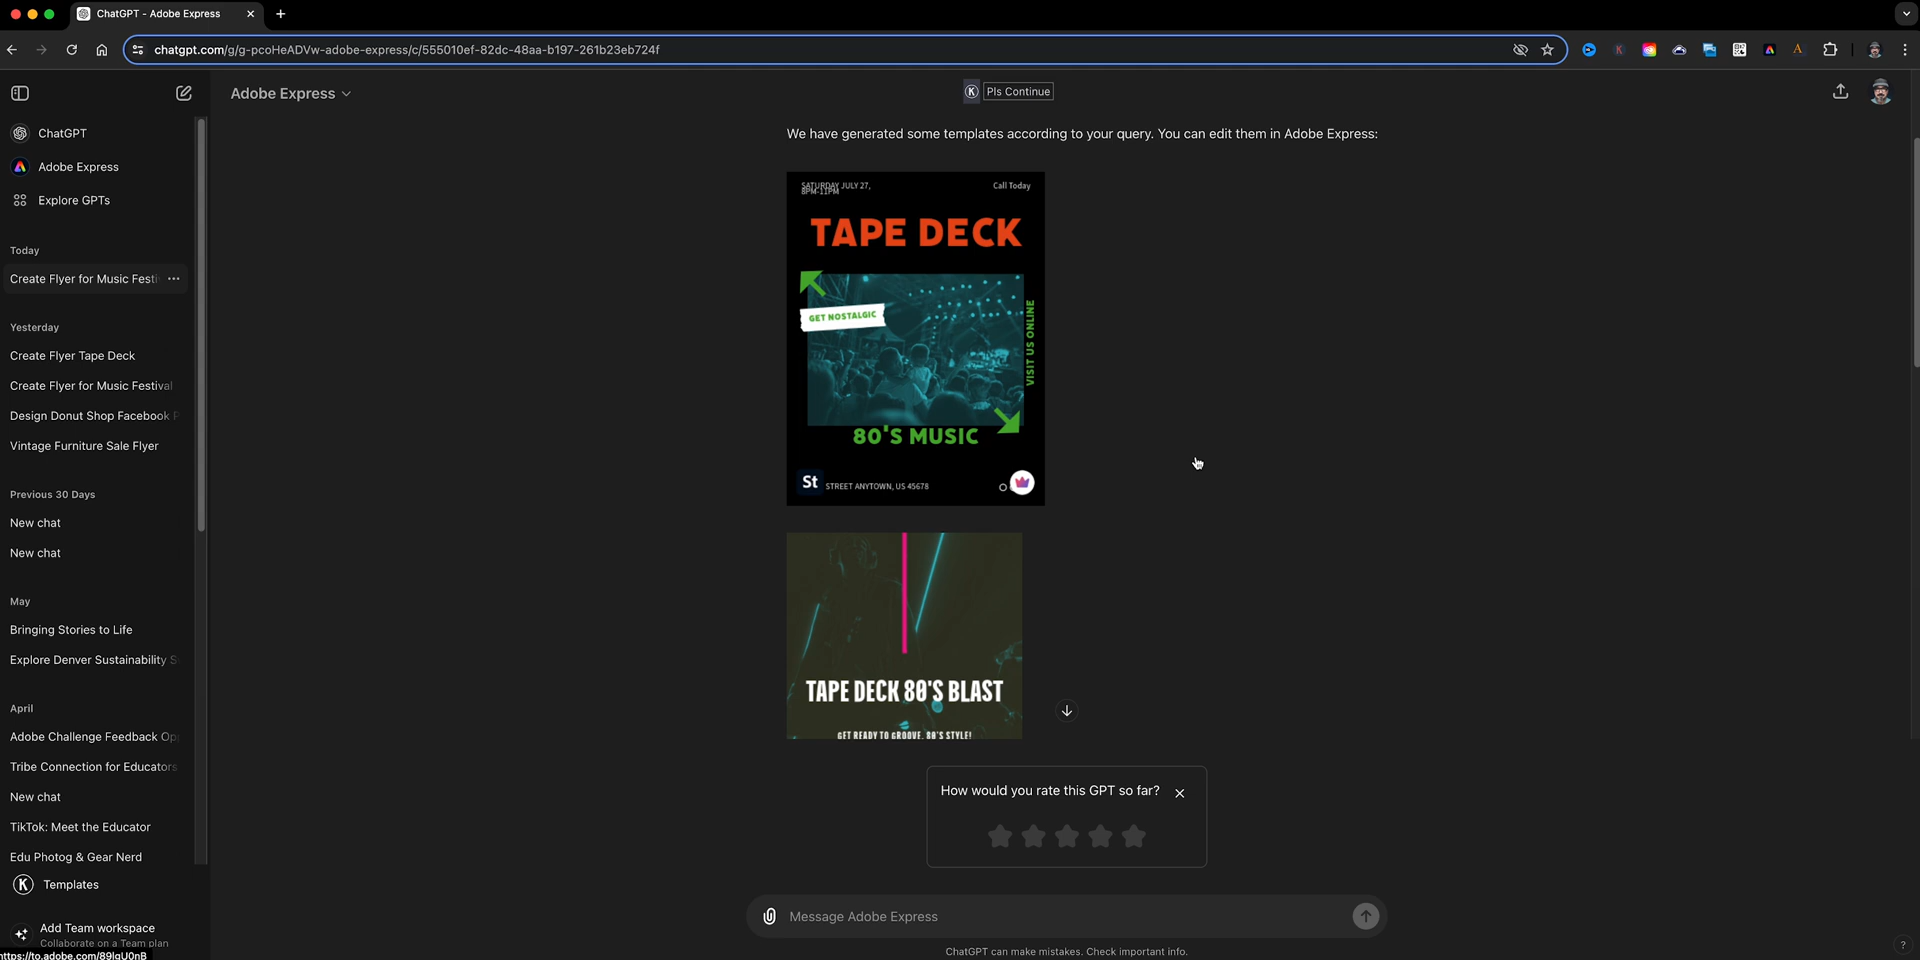 ChatGPT - Adobe Express
chatgpt.com/g/g-pcoHeADVw-adobe-express/c/555010ef-82dc-48aa-b197-261b23eb724f
Adobe Express
K Pls Continue
ChatGPT
Adobe Express
Explore GPTs
Today
Create Flyer for Music Festi
Yesterday
Create Flyer Tape Deck
Create Flyer for Music Festival
Design Donut Shop Facebook P
Vintage Furniture Sale Flyer
Previous 30 Days
New chat
New chat
May
Bringing Stories to Life
Explore Denver Sustainability S
April
Adobe Challenge Feedback Op
Tribe Connection for Educators
New chat
TikTok: Meet the Educator
Edu Photog & Gear Nerd
K Templates
Add Team workspace
Collaborate on a Team plan
https://to.adobe.com/89IqU0nB
We have generated some templates according to your query. You can edit them in Adobe Express:
SATURDAY JULY 27,
8PM-11PM
Call Today
TAPE DECK
GET NOSTALGIC
VISIT US ONLINE
80'S MUSIC
St STREET ANYTOWN, US 45678
TAPE DECK 80'S BLAST
GET READY TO GROOVE, 80'S STYLE!
How would you rate this GPT so far?
Message Adobe Express
ChatGPT can make mistakes. Check important info.
?